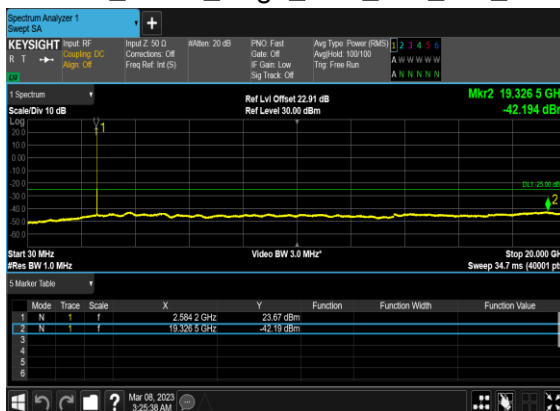 Spectrum Analyzer 1
Swept SA
+
KEYSIGHT Input: RF Input Z: 50 Ω #Atten: 20 dB PNO: Fast Avg Type: Power (RMS) 1 2 3 4 5 6
R T Coupling: DC Corrections: Off Gate: Off Avg|Hold: 100/100 A W W W W W
Align: Off Freq Ref: Int (S) IF Gain: Low Trig: Free Run A N N N N N
LU Sig Track: Off
1 Spectrum Ref Lvl Offset 22.91 dB Mkr2 19.326 5 GH
Scale/Div 10 dB Ref Level 30.00 dBm -42.194 dBr
Log
20.0
10.0
0.00
-10.0
-20.0
-30.0
-40.0
-50.0
-60.0
1
DL1 -25.00 dB
2
Start 30 MHz Video BW 3.0 MHz* Stop 20.000 GH
#Res BW 1.0 MHz Sweep 34.7 ms (40001 pt
5 Marker Table
Mode Trace Scale X Y Function Function Width Function Value
1 N 1 f 2.584 2 GHz 23.67 dBm
2 N 1 f 19.326 5 GHz -42.19 dBm
3
4
5
6
? Mar 08, 2023
3:25:38 AM